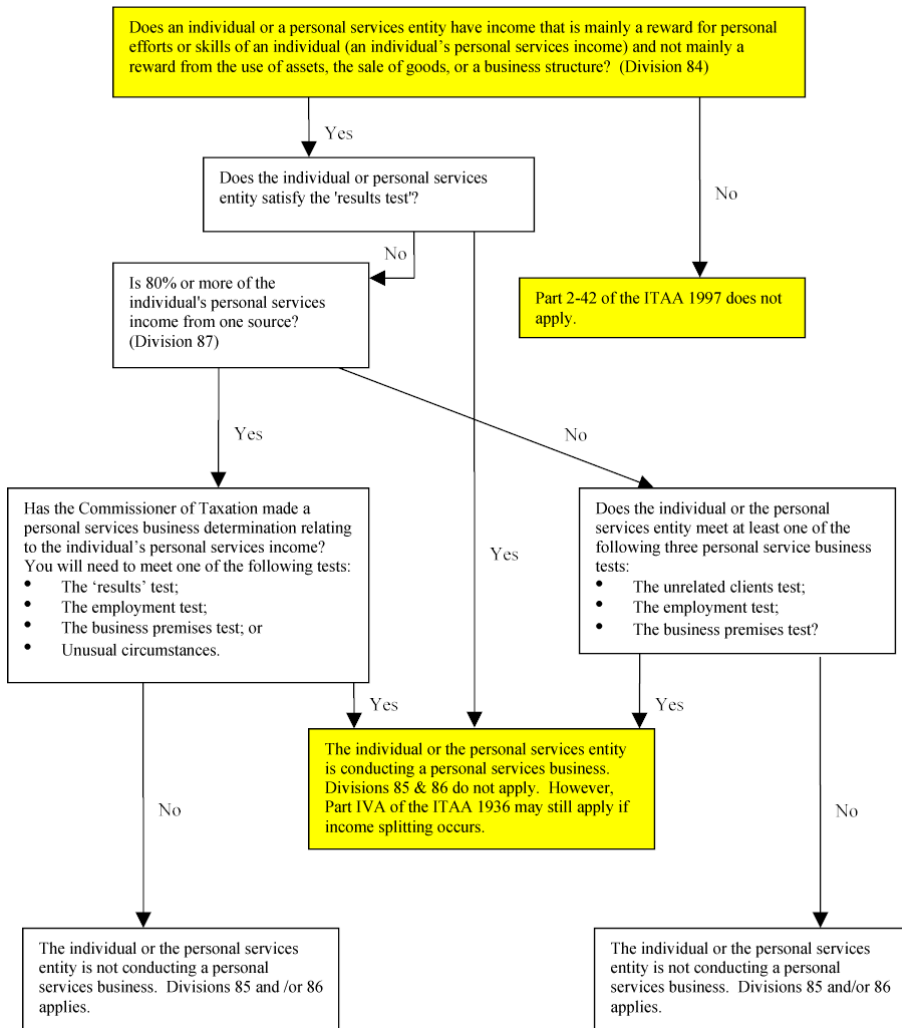 Does an individual or a personal services entity have income that is mainly a reward for personal
efforts or skills of an individual (an individual’s personal services income) and not mainly a
reward from the use of assets, the sale of goods, or a business structure?  (Division 84)
Yes
No
Does the individual or personal services
entity satisfy the 'results test'?
No
Is 80% or more of the
individual's personal services
income from one source?
(Division 87)
Part 2-42 of the ITAA 1997 does not
apply.
Yes
No
Has the Commissioner of Taxation made a
personal services business determination relating
to the individual’s personal services income?
You will need to meet one of the following tests:
• The ‘results’ test;
• The employment test;
• The business premises test; or
• Unusual circumstances.
Yes
Does the individual or the personal
services entity meet at least one of the
following three personal service business
tests:
• The unrelated clients test;
• The employment test;
• The business premises test?
Yes
Yes
The individual or the personal services entity
is conducting a personal services business.
Divisions 85 & 86 do not apply.  However,
Part IVA of the ITAA 1936 may still apply if
income splitting occurs.
No
No
The individual or the personal services
entity is not conducting a personal
services business.  Divisions 85 and /or 86
applies.
The individual or the personal services
entity is not conducting a personal
services business.  Divisions 85 and/or 86
applies.